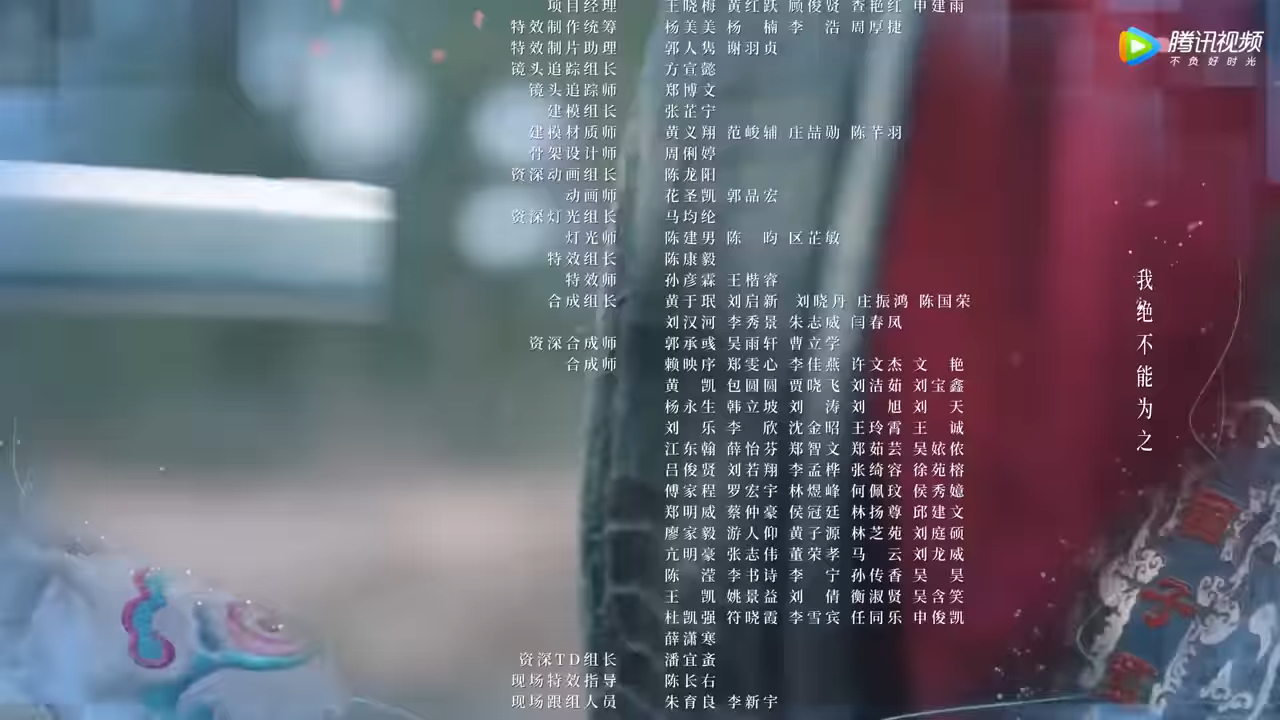 项目经理 王晓梅 黄红跃 顾俊贤 查艳红 申建雨
特效制作统筹 杨美美 杨 楠 李 浩 周厚捷
特效制片助理 郭人隽 谢羽贞
镜头追踪组长 方宣懿
镜头追踪师 郑博文
建模组长 张芷宁
建模材质师 黄义翔 范峻辅 庄喆勋 陈芊羽
骨架设计师 周俐婷
资深动画组长 陈龙阳
动画师 花圣凯 郭品宏
资深灯光组长 马均纶
灯光师 陈建男 陈 昀 区芷敏
特效组长 陈康毅
特效师 孙彦霖 王楷睿
合成组长 黄于珉 刘启新 刘晓丹 庄振鸿 陈国荣
刘汉河 李秀景 朱志威 闫春凤
资深合成师 郭承彧 吴雨轩 曹立学
合成师 赖映序 郑雯心 李佳燕 许文杰 文 艳
黄 凯 包圆圆 贾晓飞 刘洁茹 刘宝鑫
杨永生 韩立坡 刘 涛 刘 旭 刘 天
刘 乐 李 欣 沈金昭 王玲霄 王 诚
江东翰 薛怡芬 郑智文 郑茹芸 吴依侬
吕俊贤 刘若翔 李孟桦 张绮容 徐苑榕
傅家程 罗宏宇 林煜峰 何佩玟 侯秀嬑
郑明威 蔡仲豪 侯冠廷 林扬尊 邱建文
廖家毅 游人仰 黄子源 林芝苑 刘庭硕
亢明豪 张志伟 董荣孝 马 云 刘龙威
陈 滢 李书诗 李 宁 孙传香 吴 昊
王 凯 姚景益 刘 倩 衡淑贤 吴含笑
杜凯强 符晓霞 李雪宾 任同乐 申俊凯
薛潇寒
资深TD组长 潘宜斎
现场特效指导 陈长右
现场跟组人员 朱育良 李新宇
腾讯视频
不负好时光
我绝不能为之